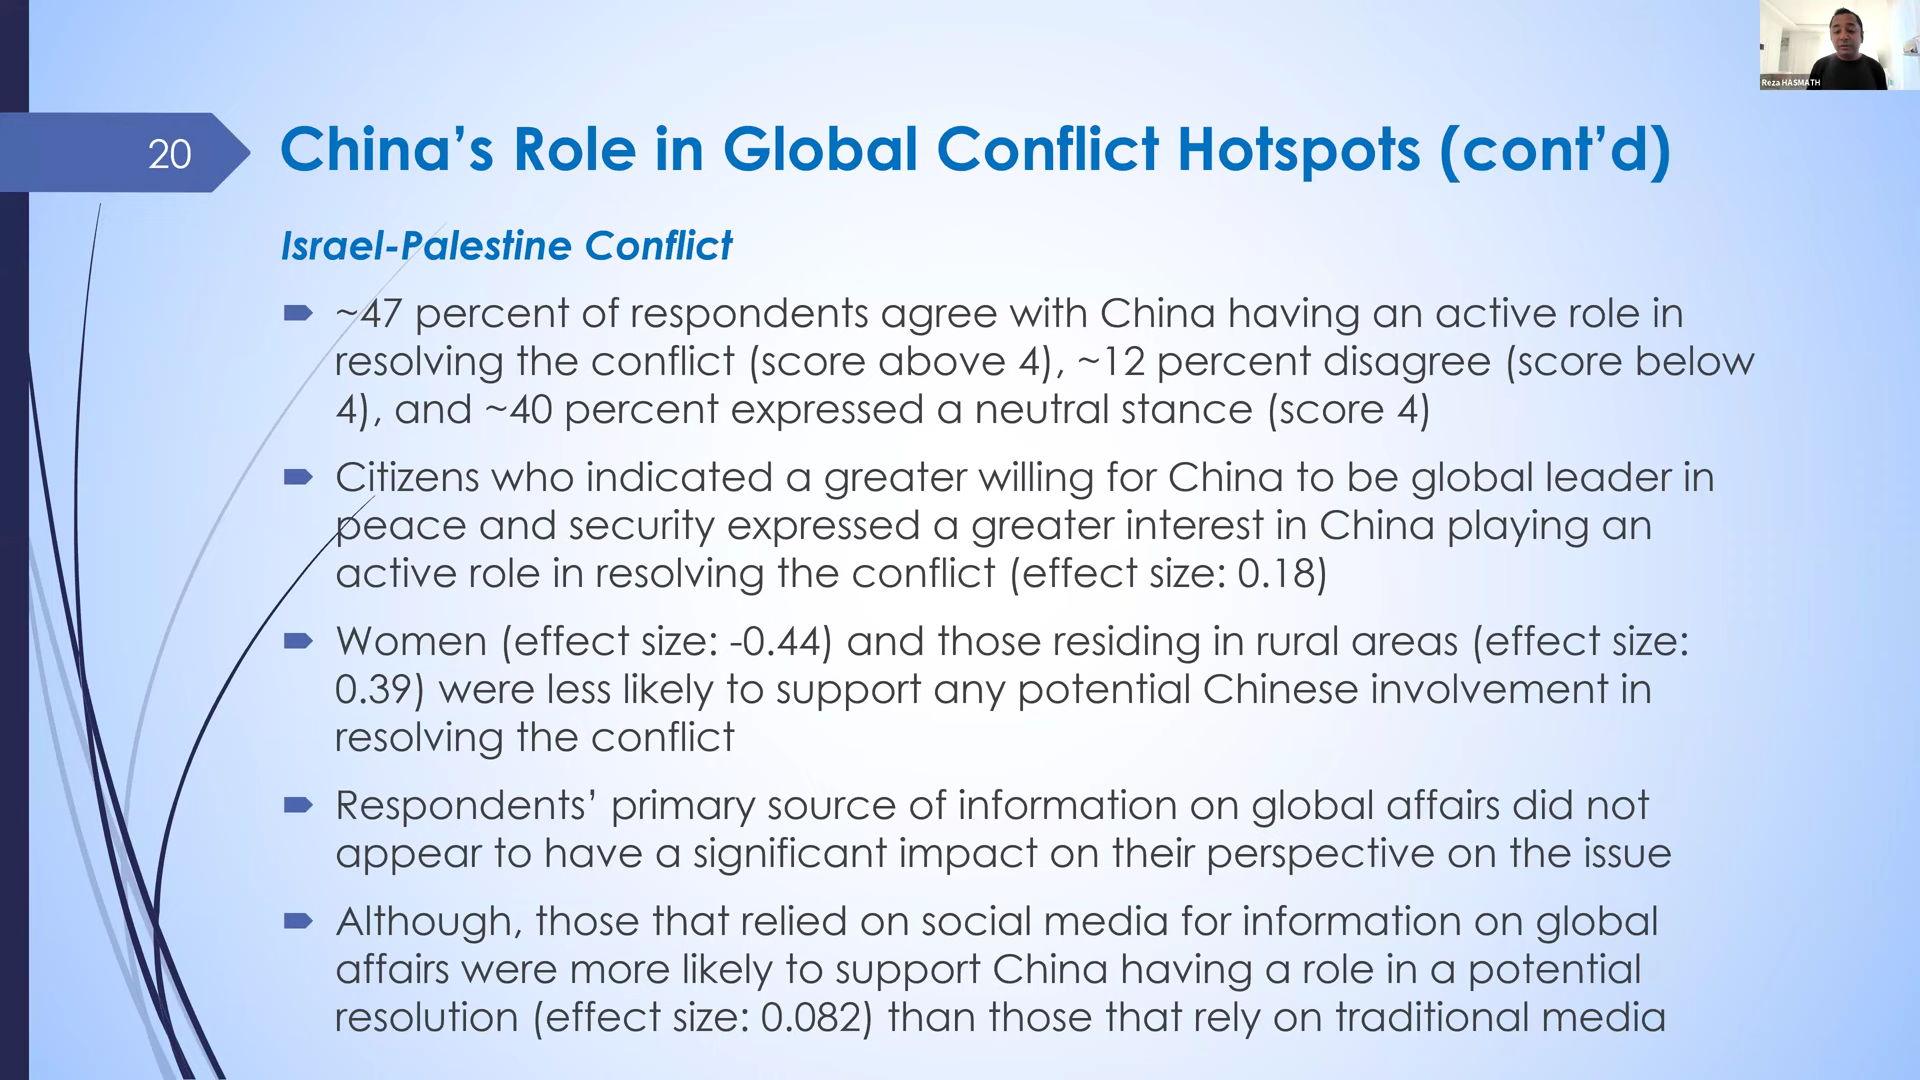 Reza HASMATH
20
China’s Role in Global Conflict Hotspots (cont’d)
Israel-Palestine Conflict
~47 percent of respondents agree with China having an active role in
resolving the conflict (score above 4), ~12 percent disagree (score below
4), and ~40 percent expressed a neutral stance (score 4)
Citizens who indicated a greater willing for China to be global leader in
peace and security expressed a greater interest in China playing an
active role in resolving the conflict (effect size: 0.18)
Women (effect size: -0.44) and those residing in rural areas (effect size:
0.39) were less likely to support any potential Chinese involvement in
resolving the conflict
Respondents’ primary source of information on global affairs did not
appear to have a significant impact on their perspective on the issue
Although, those that relied on social media for information on global
affairs were more likely to support China having a role in a potential
resolution (effect size: 0.082) than those that rely on traditional media